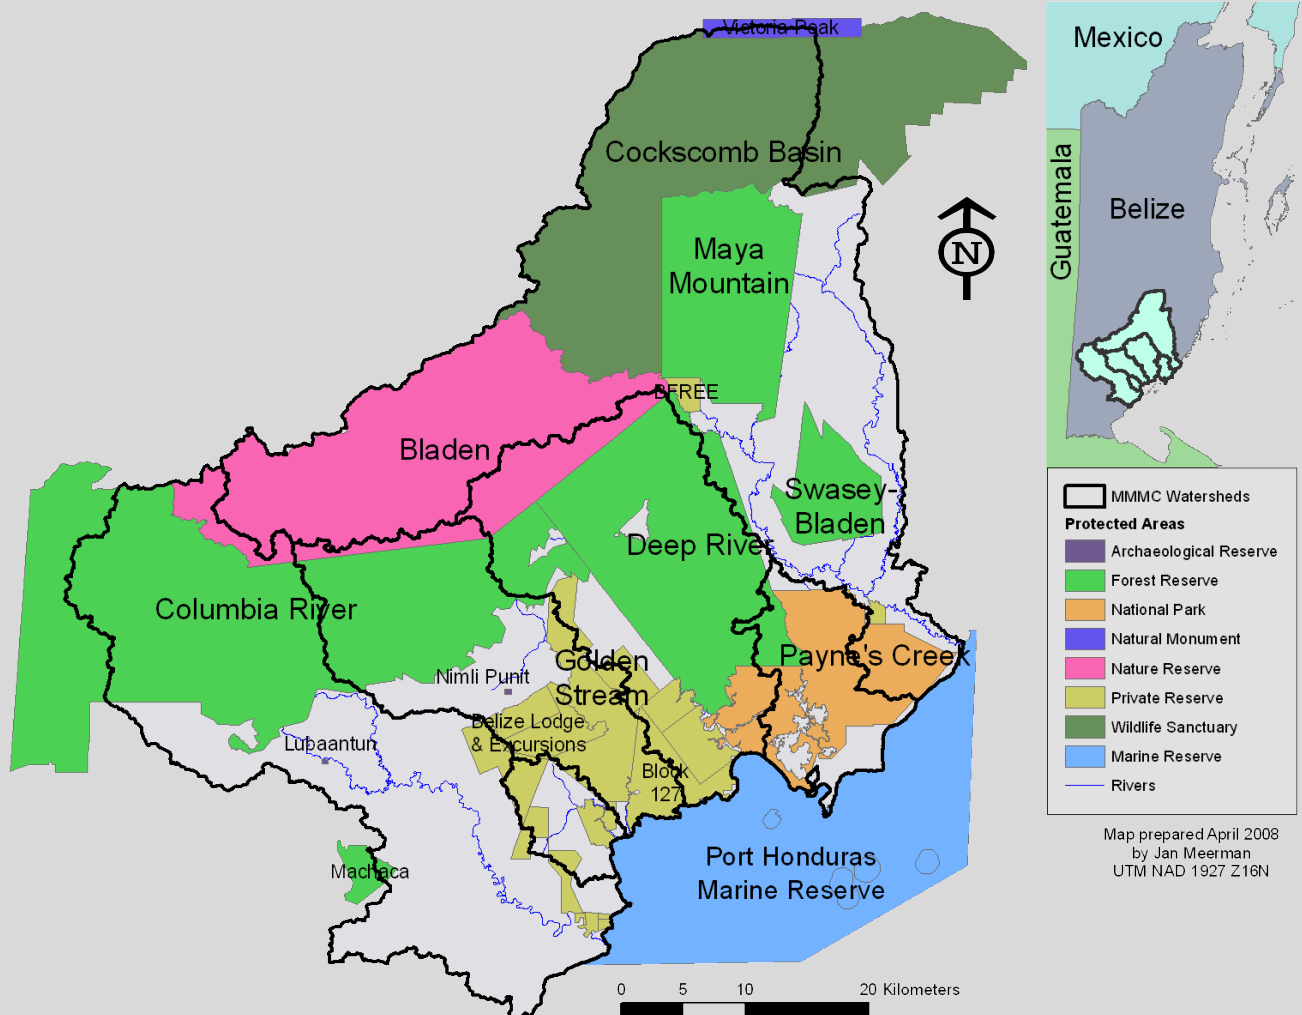 Victoria Peak
Cockscomb Basin
Maya
Mountain
N
BFREE
Bladen
Swasey-
Bladen
Deep River
Columbia River
Payne's Creek
Golden
Stream
Nimli Punit
Belize Lodge
& Excursions
Lubaantun
Block
127
Machaca
Port Honduras
Marine Reserve
0 5 10 20 Kilometers
Mexico
Guatemala
Belize
MMMC Watersheds
Protected Areas
Archaeological Reserve
Forest Reserve
National Park
Natural Monument
Nature Reserve
Private Reserve
Wildlife Sanctuary
Marine Reserve
Rivers
Map prepared April 2008
by Jan Meerman
UTM NAD 1927 Z16N